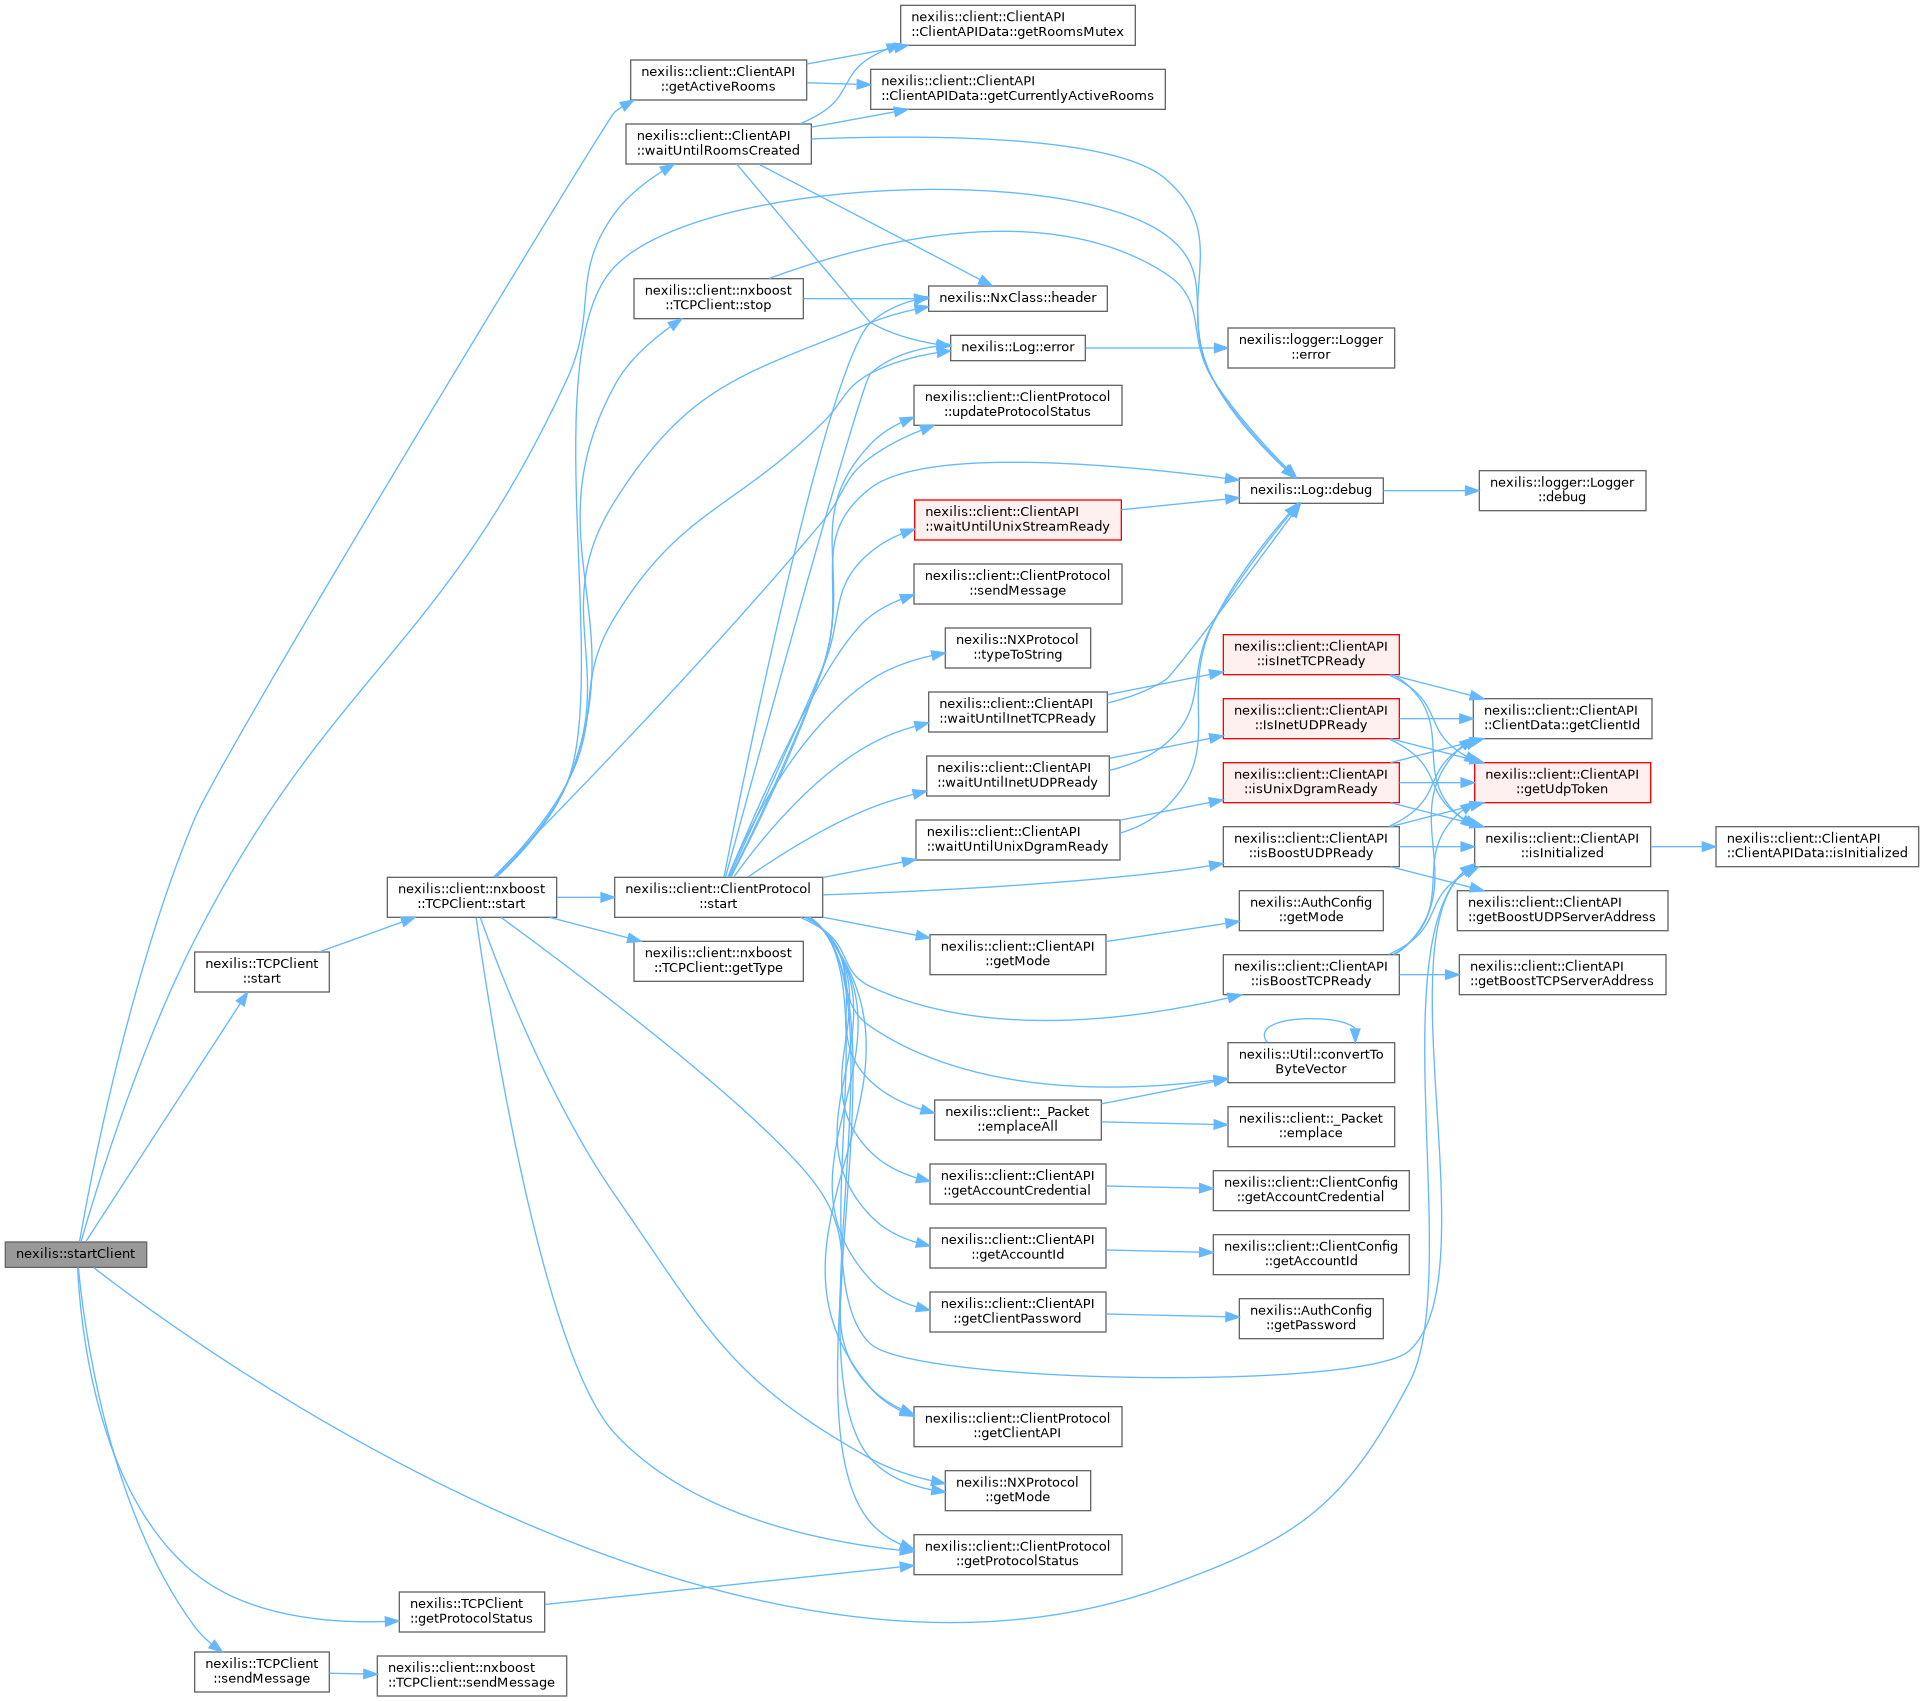 nexilis::client::ClientAPI
::ClientAPIData::getRoomsMutex
nexilis::client::ClientAPI
::getActiveRooms
nexilis::client::ClientAPI
::ClientAPIData::getCurrentlyActiveRooms
nexilis::client::ClientAPI
::waitUntilRoomsCreated
nexilis::client::nxboost
::TCPClient::stop
nexilis::NxClass::header
nexilis::Log::error
nexilis::logger::Logger
::error
nexilis::client::ClientProtocol
::updateProtocolStatus
nexilis::Log::debug
nexilis::logger::Logger
::debug
nexilis::client::ClientAPI
::waitUntilUnixStreamReady
nexilis::client::ClientProtocol
::sendMessage
nexilis::NXProtocol
::typeToString
nexilis::client::ClientAPI
::isInetTCPReady
nexilis::client::ClientAPI
::waitUntilInetTCPReady
nexilis::client::ClientAPI
::IsInetUDPReady
nexilis::client::ClientAPI
::ClientData::getClientId
nexilis::client::ClientAPI
::waitUntilInetUDPReady
nexilis::client::ClientAPI
::isUnixDgramReady
nexilis::client::ClientAPI
::getUdpToken
nexilis::client::ClientAPI
::waitUntilUnixDgramReady
nexilis::client::ClientAPI
::isBoostUDPReady
nexilis::client::ClientAPI
::isInitialized
nexilis::client::ClientAPI
::ClientAPIData::isInitialized
nexilis::client::nxboost
::TCPClient::start
nexilis::client::ClientProtocol
::start
nexilis::AuthConfig
::getMode
nexilis::client::ClientAPI
::getBoostUDPServerAddress
nexilis::TCPClient
::start
nexilis::client::nxboost
::TCPClient::getType
nexilis::client::ClientAPI
::getMode
nexilis::client::ClientAPI
::isBoostTCPReady
nexilis::client::ClientAPI
::getBoostTCPServerAddress
nexilis::Util::convertTo
ByteVector
nexilis::client::_Packet
::emplaceAll
nexilis::client::_Packet
::emplace
nexilis::client::ClientAPI
::getAccountCredential
nexilis::client::ClientConfig
::getAccountCredential
nexilis::startClient
nexilis::client::ClientAPI
::getAccountId
nexilis::client::ClientConfig
::getAccountId
nexilis::client::ClientAPI
::getClientPassword
nexilis::AuthConfig
::getPassword
nexilis::client::ClientProtocol
::getClientAPI
nexilis::NXProtocol
::getMode
nexilis::client::ClientProtocol
::getProtocolStatus
nexilis::TCPClient
::getProtocolStatus
nexilis::TCPClient
::sendMessage
nexilis::client::nxboost
::TCPClient::sendMessage